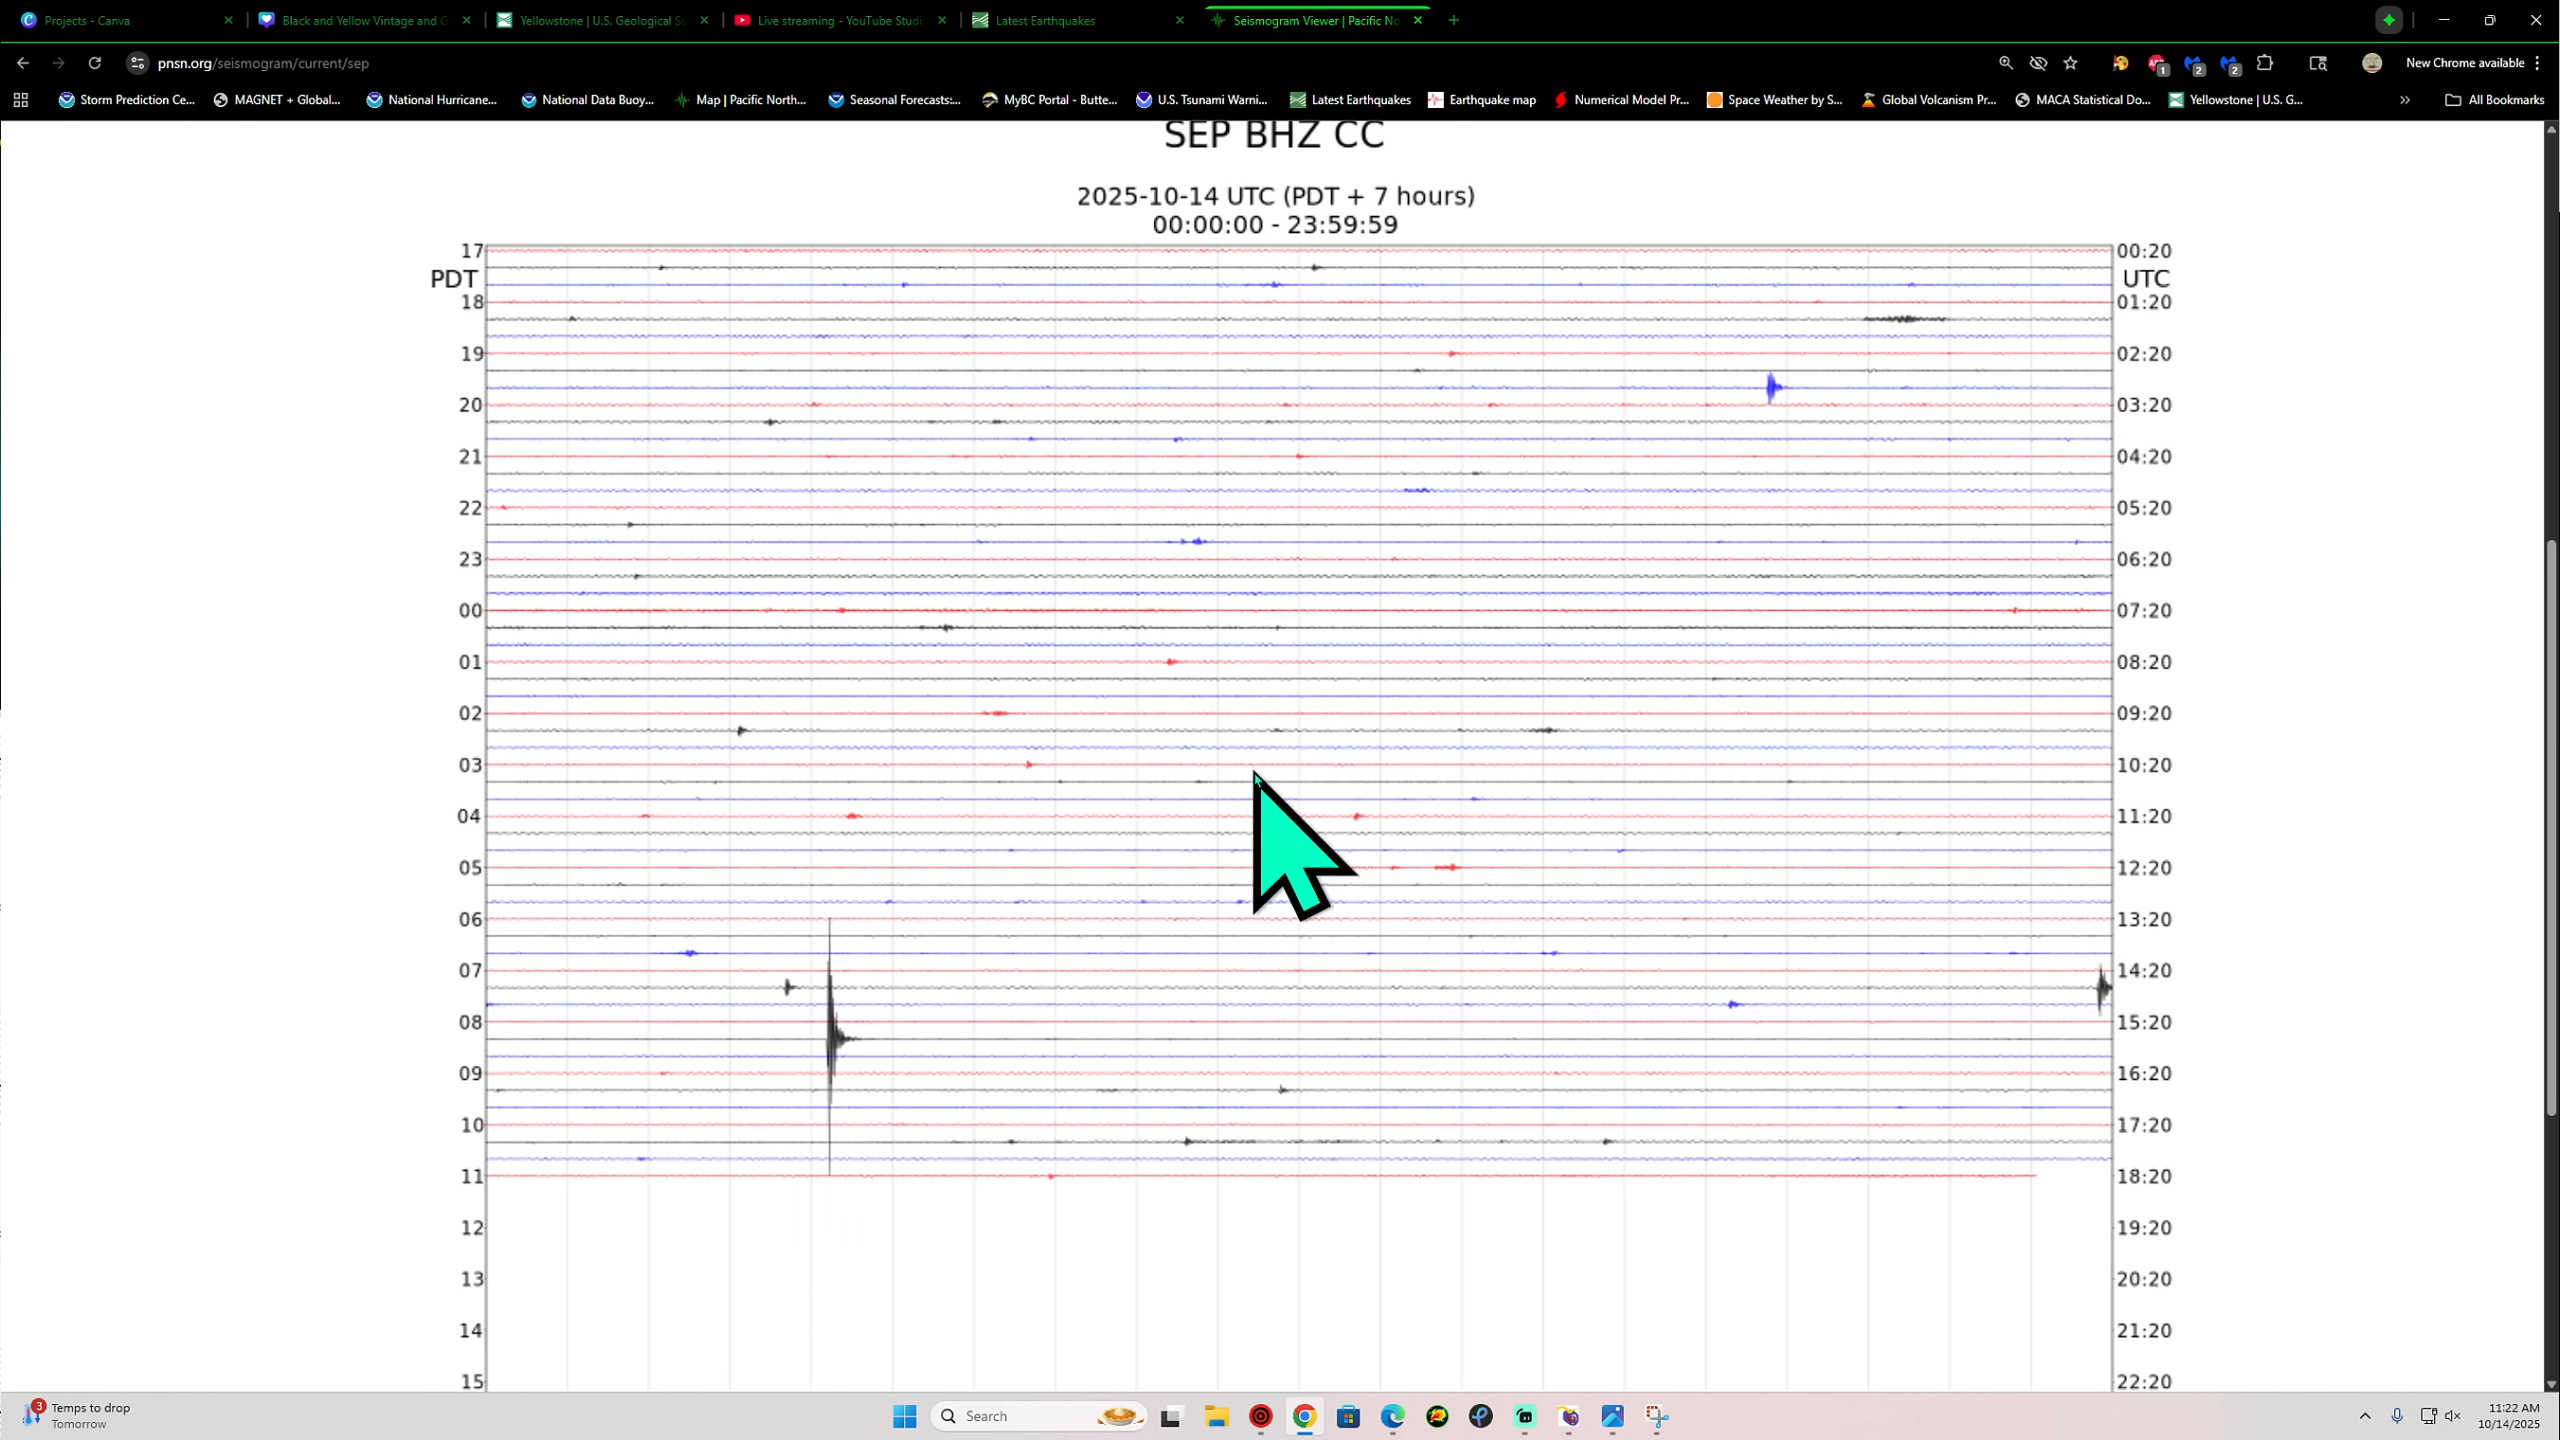 Projects - Canva
Black and Yellow Vintage and G
Yellowstone | U.S. Geological S
Live streaming - YouTube Studi
Latest Earthquakes
Seismogram Viewer | Pacific No
pnsn.org/seismogram/current/sep
1
2
2
New Chrome available
Storm Prediction Ce...
MAGNET + Global...
National Hurricane...
National Data Buoy...
Map | Pacific North...
Seasonal Forecasts:...
MyBC Portal - Butte...
U.S. Tsunami Warni...
Latest Earthquakes
Earthquake map
Numerical Model Pr...
Space Weather by S...
Global Volcanism Pr...
MACA Statistical Do...
Yellowstone | U.S. G...
»
All Bookmarks
SEP BHZ CC
2025-10-14 UTC (PDT + 7 hours)
00:00:00 - 23:59:59
17 00:20
PDT UTC
18 01:20
19 02:20
20 03:20
21 04:20
22 05:20
23 06:20
00 07:20
01 08:20
02 09:20
03 10:20
04 11:20
05 12:20
06 13:20
07 14:20
08 15:20
09 16:20
10 17:20
11 18:20
12 19:20
13 20:20
14 21:20
15 22:20
3
Temps to drop
Tomorrow
Search
11:22 AM
10/14/2025